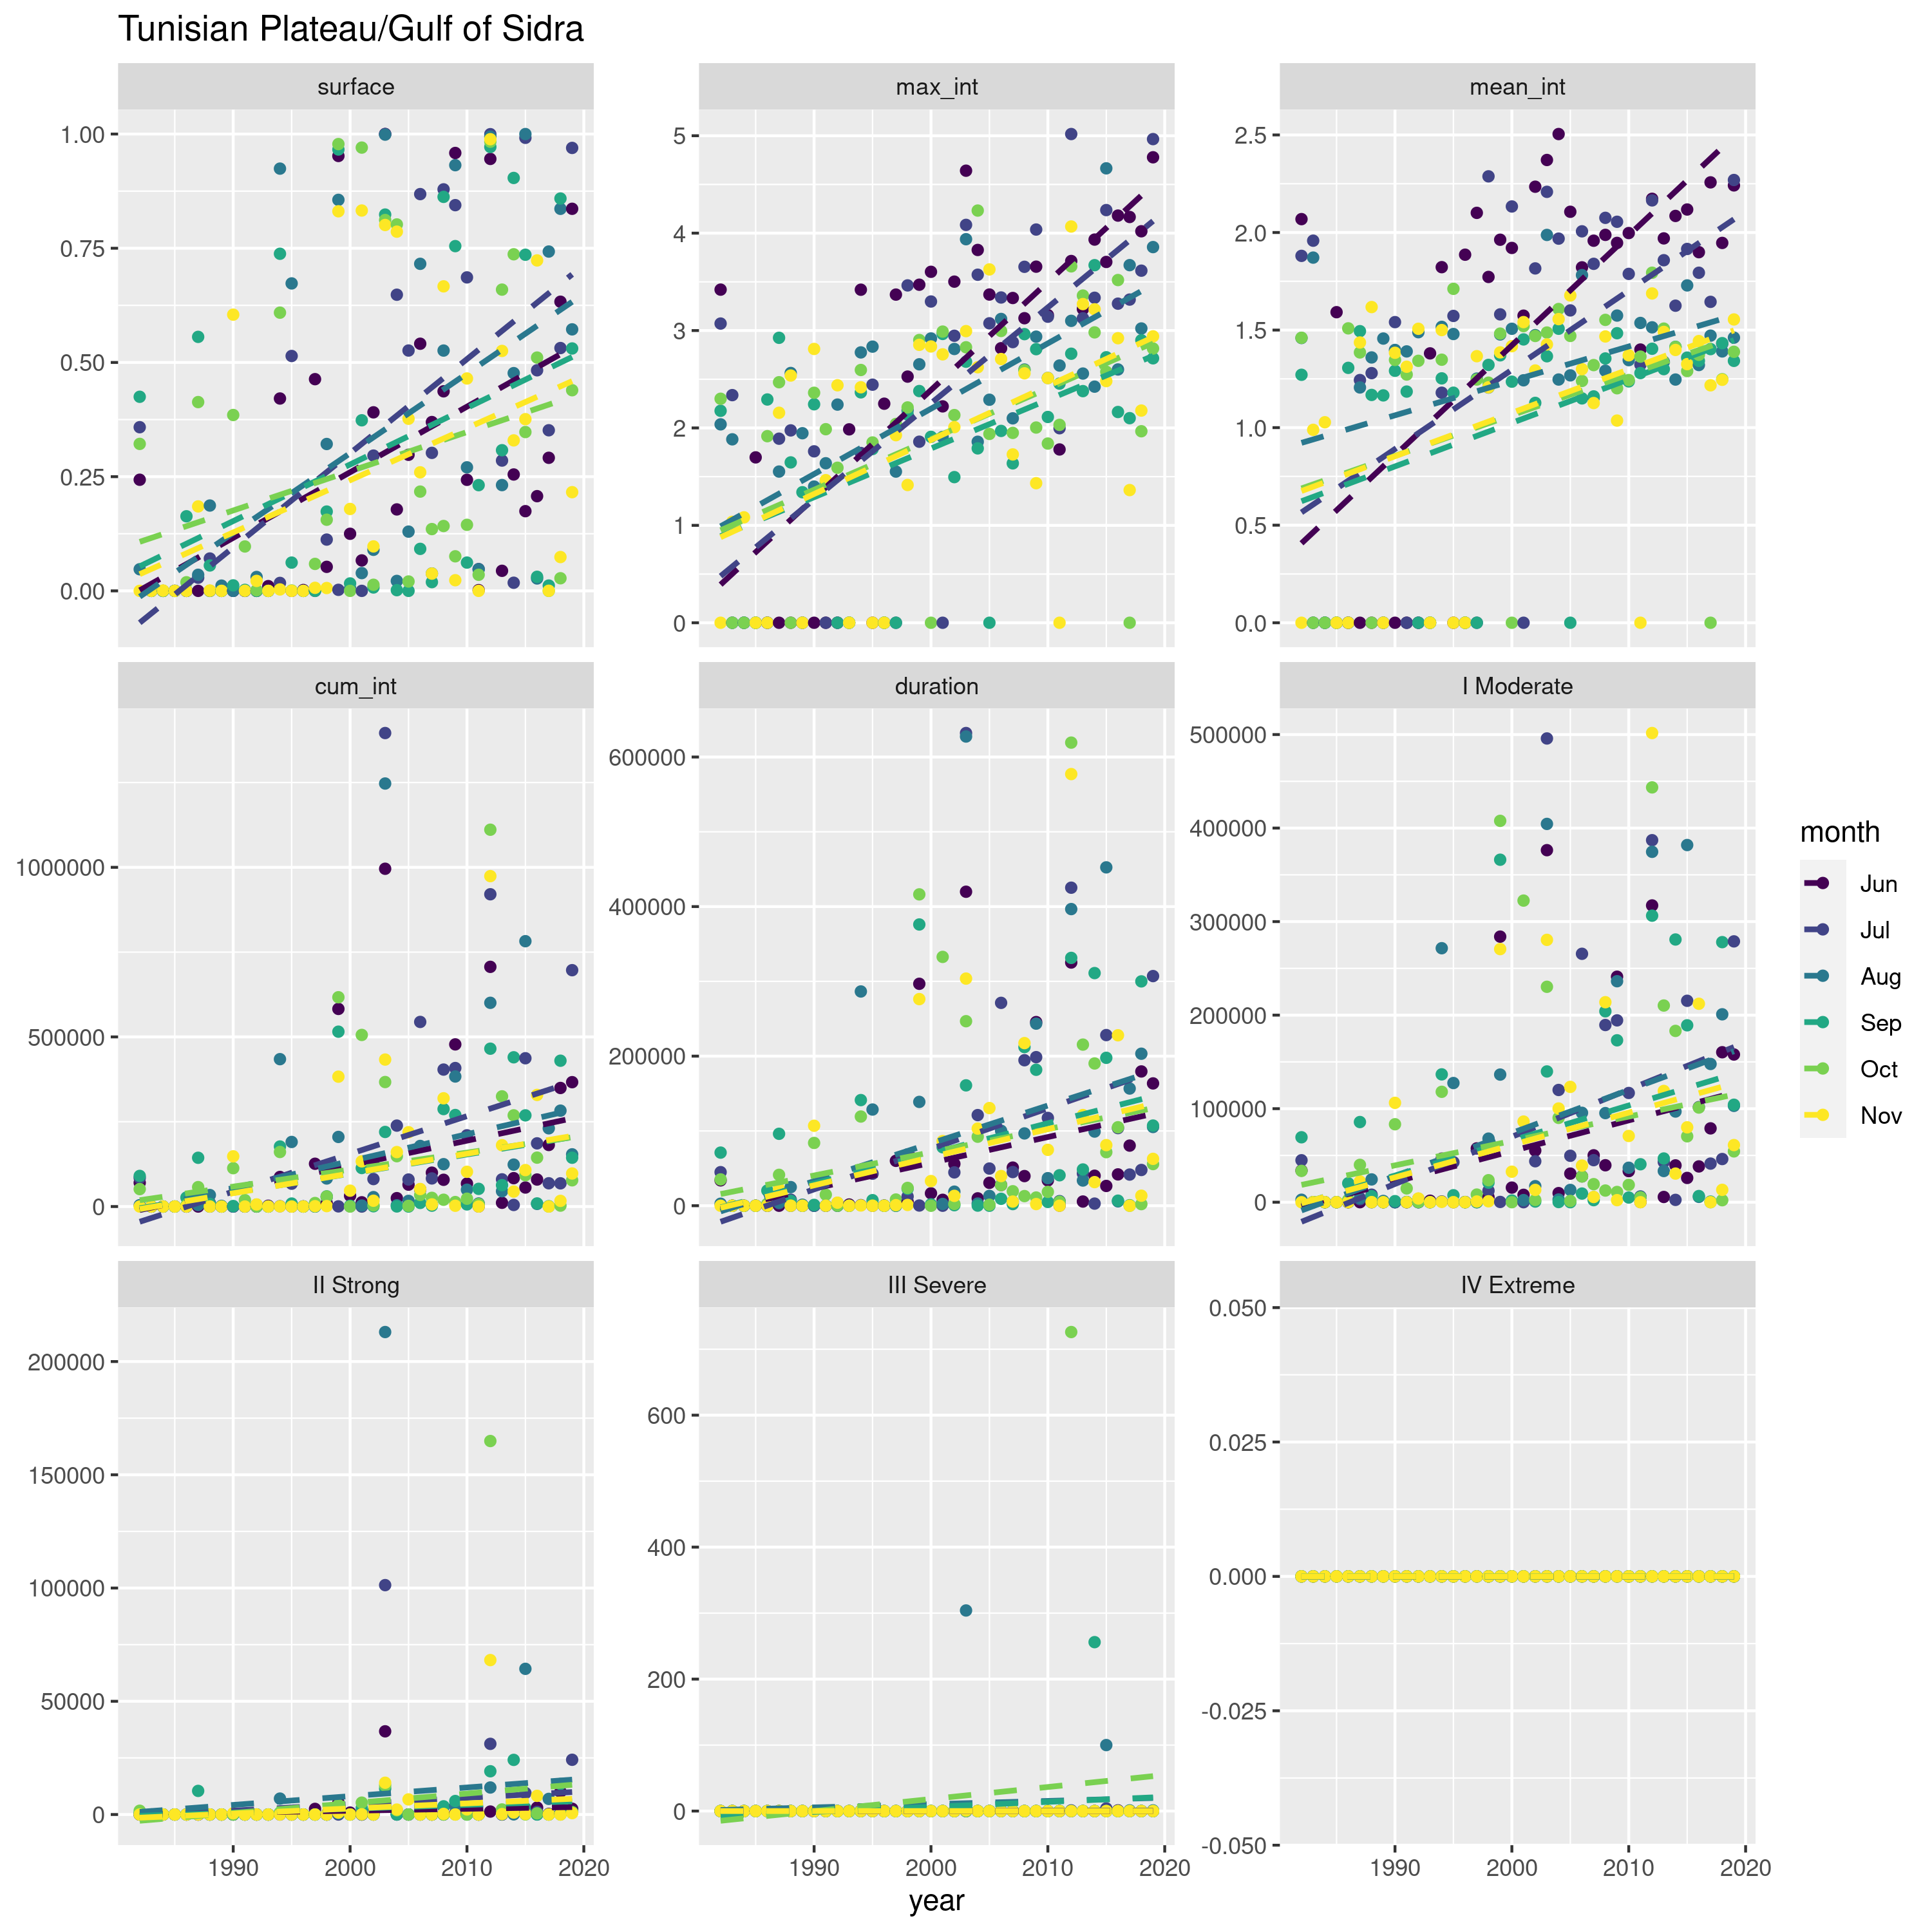 Tunisian Plateau/Gulf of Sidra
surface
max_int
mean_int
1.00
0.75
0.50
0.25
0.00
5
4
3
2
1
0
2.5
2.0
1.5
1.0
0.5
0.0
cum_int
duration
I Moderate
1000000
500000
0
600000
400000
200000
0
500000
400000
300000
200000
100000
0
month
Jun
Jul
Aug
Sep
Oct
Nov
II Strong
III Severe
IV Extreme
200000
150000
100000
50000
0
600
400
200
0
0.050
0.025
0.000
-0.025
-0.050
1990 2000 2010 2020
1990 2000 2010 2020
1990 2000 2010 2020
year